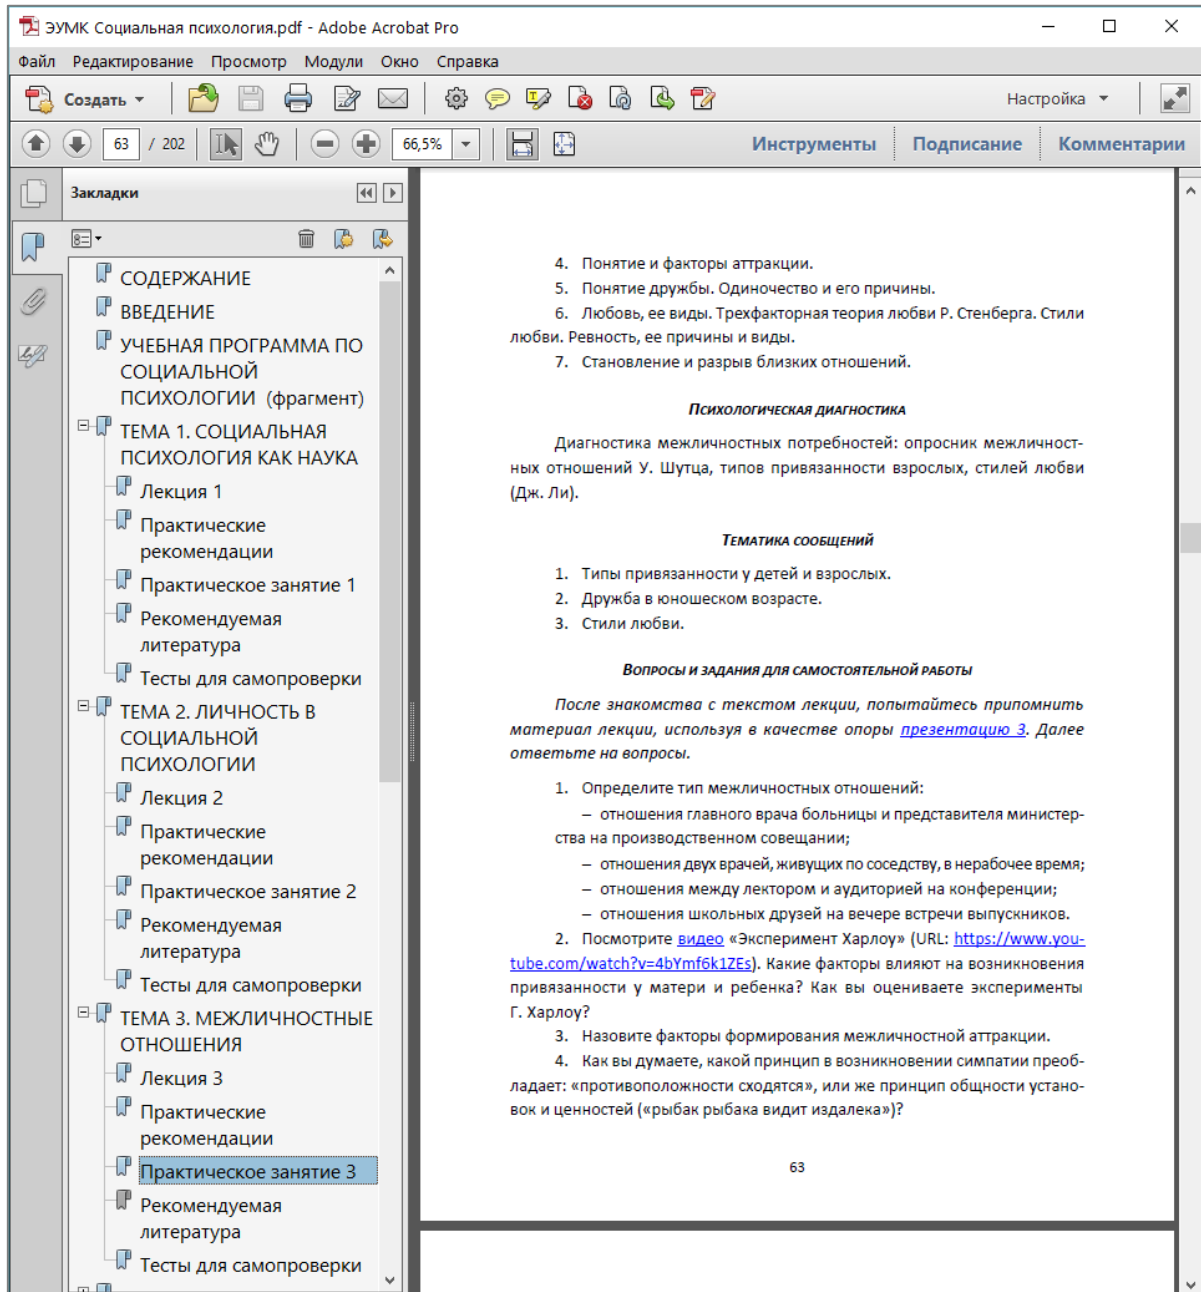 ЭУМК Социальная психология.pdf - Adobe Acrobat Pro
Файл Редактирование Просмотр Модули Окно Справка
Создать Настройка
63 / 202 66,5% Инструменты Подписание Комментарии
Закладки
СОДЕРЖАНИЕ
ВВЕДЕНИЕ
УЧЕБНАЯ ПРОГРАММА ПО
СОЦИАЛЬНОЙ
ПСИХОЛОГИИ (фрагмент)
ТЕМА 1. СОЦИАЛЬНАЯ
ПСИХОЛОГИЯ КАК НАУКА
Лекция 1
Практические
рекомендации
Практическое занятие 1
Рекомендуемая
литература
Тесты для самопроверки
ТЕМА 2. ЛИЧНОСТЬ В
СОЦИАЛЬНОЙ
ПСИХОЛОГИИ
Лекция 2
Практические
рекомендации
Практическое занятие 2
Рекомендуемая
литература
Тесты для самопроверки
ТЕМА 3. МЕЖЛИЧНОСТНЫЕ
ОТНОШЕНИЯ
Лекция 3
Практические
рекомендации
Практическое занятие 3
Рекомендуемая
литература
Тесты для самопроверки
4. Понятие и факторы аттракции.
5. Понятие дружбы. Одиночество и его причины.
6. Любовь, ее виды. Трехфакторная теория любви Р. Стенберга. Стили
любви. Ревность, ее причины и виды.
7. Становление и разрыв близких отношений.
ПСИХОЛОГИЧЕСКАЯ ДИАГНОСТИКА
Диагностика межличностных потребностей: опросник межличност-
ных отношений У. Шутца, типов привязанности взрослых, стилей любви
(Дж. Ли).
ТЕМАТИКА СООБЩЕНИЙ
1. Типы привязанности у детей и взрослых.
2. Дружба в юношеском возрасте.
3. Стили любви.
ВОПРОСЫ И ЗАДАНИЯ ДЛЯ САМОСТОЯТЕЛЬНОЙ РАБОТЫ
После знакомства с текстом лекции, попытайтесь припомнить
материал лекции, используя в качестве опоры презентацию 3. Далее
ответьте на вопросы.
1. Определите тип межличностных отношений:
– отношения главного врача больницы и представителя министер-
ства на производственном совещании;
– отношения двух врачей, живущих по соседству, в нерабочее время;
– отношения между лектором и аудиторией на конференции;
– отношения школьных друзей на вечере встречи выпускников.
2. Посмотрите видео «Эксперимент Харлоу» (URL: https://www.you-
tube.com/watch?v=4bYmf6k1ZEs). Какие факторы влияют на возникновения
привязанности у матери и ребенка? Как вы оцениваете эксперименты
Г. Харлоу?
3. Назовите факторы формирования межличностной аттракции.
4. Как вы думаете, какой принцип в возникновении симпатии преоб-
ладает: «противоположности сходятся», или же принцип общности устано-
вок и ценностей («рыбак рыбака видит издалека»)?
63